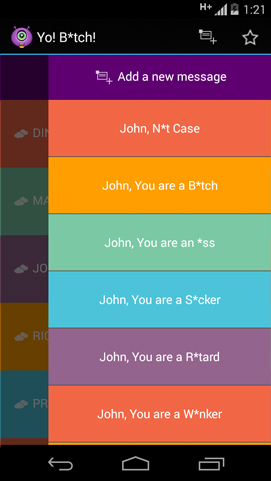 H+ 1:21
Yo! B*tch!
Add a new message
John, N*t Case
DIN
John, You are a B*tch
MA
John, You are an *ss
JO
John, You are a S*cker
RIC
John, You are a R*tard
PR
John, You are a W*nker